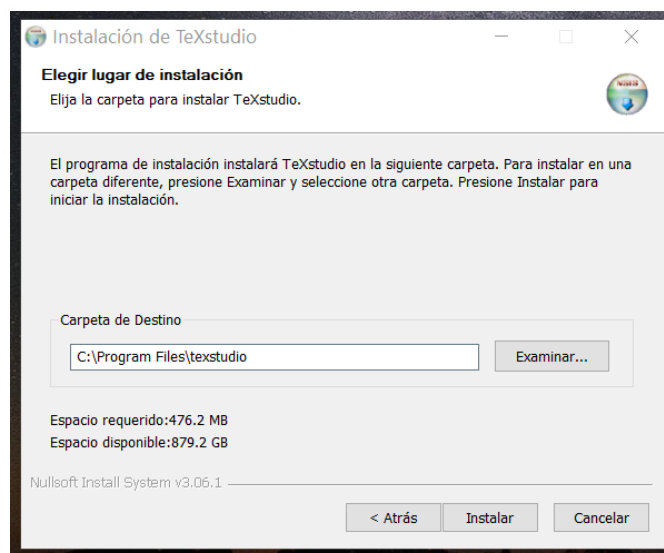 Instalación de TeXstudio
Elegir lugar de instalación
Elija la carpeta para instalar TeXstudio.
El programa de instalación instalará TeXstudio en la siguiente carpeta. Para instalar en una
carpeta diferente, presione Examinar y seleccione otra carpeta. Presione Instalar para
iniciar la instalación.
Carpeta de Destino
C:\Program Files\texstudio
Examinar...
Espacio requerido:476.2 MB
Espacio disponible:879.2 GB
Nullsoft Install System v3.06.1
< Atrás
Instalar
Cancelar